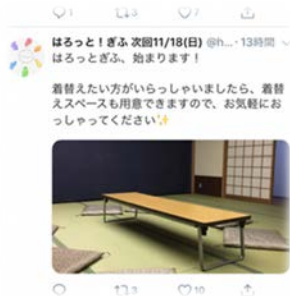 1 3 7
はろっと！ぎふ 次回11/18(日) @h... · 13時間
はろっとぎふ、始まります！
着替えたい方がいらっしゃいましたら、着替
えスペースも用意できますので、お気軽にお
っしゃってください✨
3 10